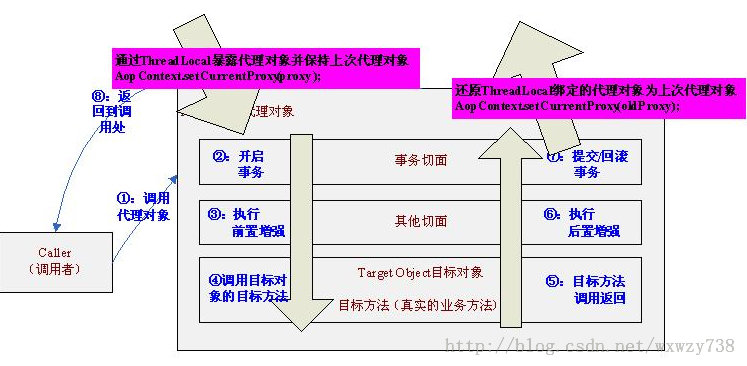 通过ThreadLocal暴露代理对象并保持上次代理对象
AopContext.setCurrentProxy(proxy);
还原ThreadLocal绑定的代理对象为上次代理对象
AopContext.setCurrentProxy(oldProxy);
⑧：返
回到调
用处
代理对象
①：调用
代理对象
②：开启
事务
事务切面
⑦：提交/回滚
事务
③：执行
前置增强
其他切面
⑥：执行
后置增强
Caller
（调用者）
④调用目标对
象的目标方法
Target Object目标对象
目标方法（真实的业务方法）
⑤：目标方法
调用返回
http://blog.csdn.net/wxwzy738